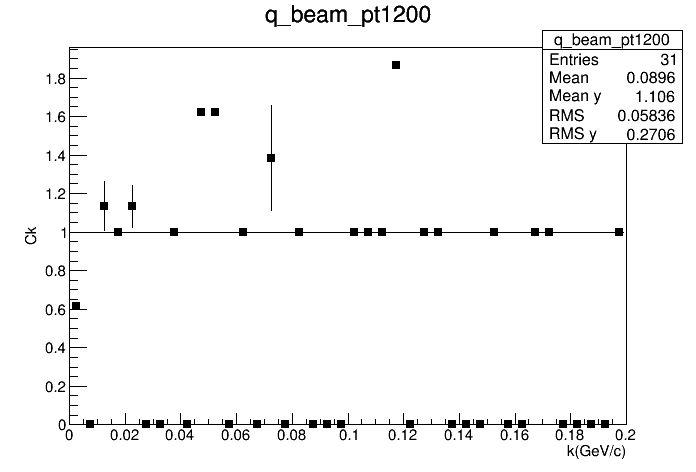 q_beam_pt1200
q_beam_pt1200
Entries 31
Mean 0.0896
Mean y 1.106
RMS 0.05836
RMS y 0.2706
Ck
1.8
1.6
1.4
1.2
1
0.8
0.6
0.4
0.2
0
0 0.02 0.04 0.06 0.08 0.1 0.12 0.14 0.16 0.18 0.2
k(GeV/c)